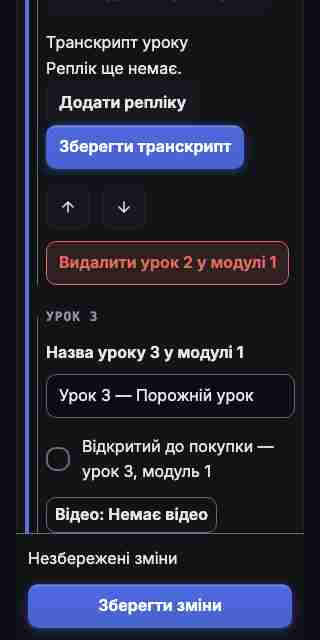 Транскрипт уроку
Реплік ще немає.
Додати репліку
Зберегти транскрипт
↑ ↓
Видалити урок 2 у модулі 1
УРОК 3
Назва уроку 3 у модулі 1
Урок 3 — Порожній урок
Відкритий до покупки —
урок 3, модуль 1
Відео: Немає відео
Незбережені зміни
Зберегти зміни